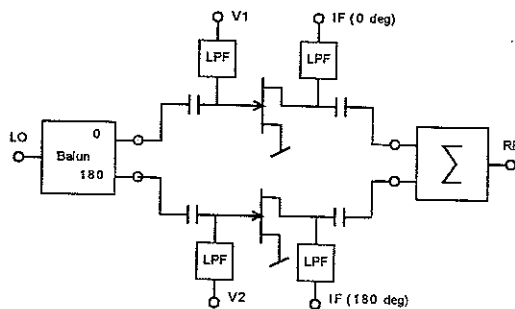 V1
IF (0 deg)
LPF
LPF
LO
0
Balun
180
Σ
LPF
LPF
V2
IF (180 deg)